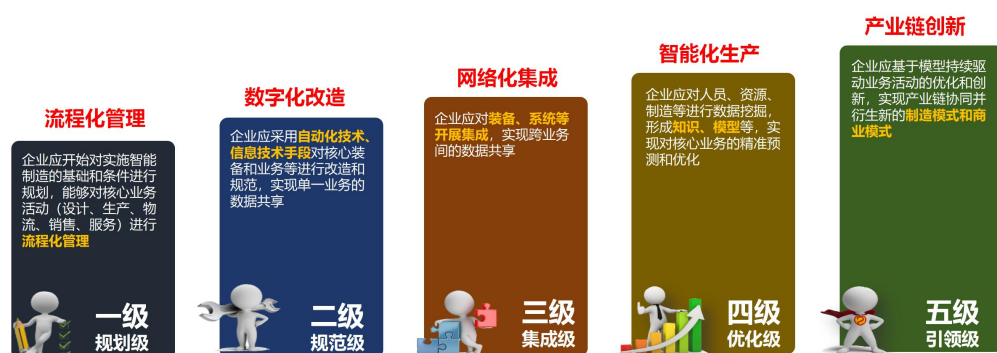 流程化管理
企业应开始对实施智能
制造的基础和条件进行
规划，能够对核心业务
活动（设计、生产、物
流、销售、服务）进行
流程化管理
一级
规划级
数字化改造
企业应采用自动化技术、
信息技术手段对核心装
备和业务等进行改造和
规范，实现单一业务的
数据共享
二级
规范级
网络化集成
企业应对装备、系统等
开展集成，实现跨业务
间的数据共享
三级
集成级
智能化生产
企业应对人员、资源、
制造等进行数据挖掘，
形成知识、模型等，实
现对核心业务的精准预
测和优化
四级
优化级
产业链创新
企业应基于模型持续驱
动业务活动的优化和创
新，实现产业链协同并
衍生新的制造模式和商
业模式
五级
引领级